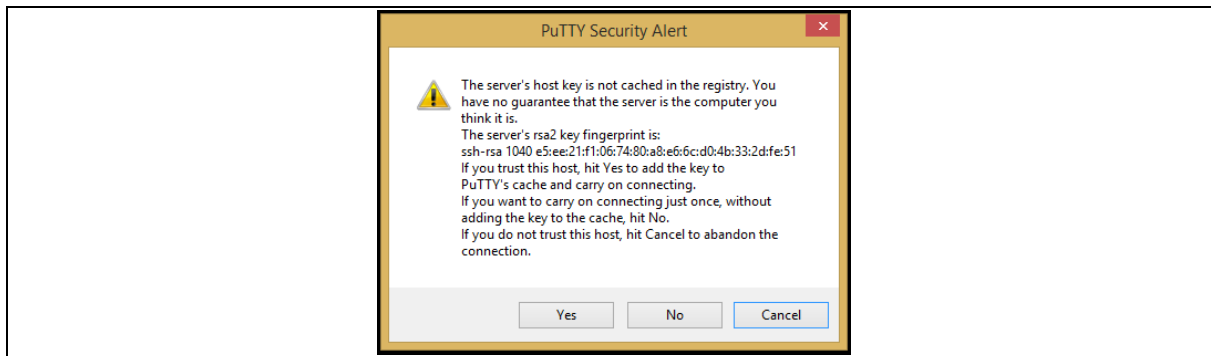 PuTTY Security Alert
The server's host key is not cached in the registry. You
have no guarantee that the server is the computer you
think it is.
The server's rsa2 key fingerprint is:
ssh-rsa 1040 e5:ee:21:f1:06:74:80:a8:e6:6c:d0:4b:33:2d:fe:51
If you trust this host, hit Yes to add the key to
PuTTY's cache and carry on connecting.
If you want to carry on connecting just once, without
adding the key to the cache, hit No.
If you do not trust this host, hit Cancel to abandon the
connection.
Yes No Cancel